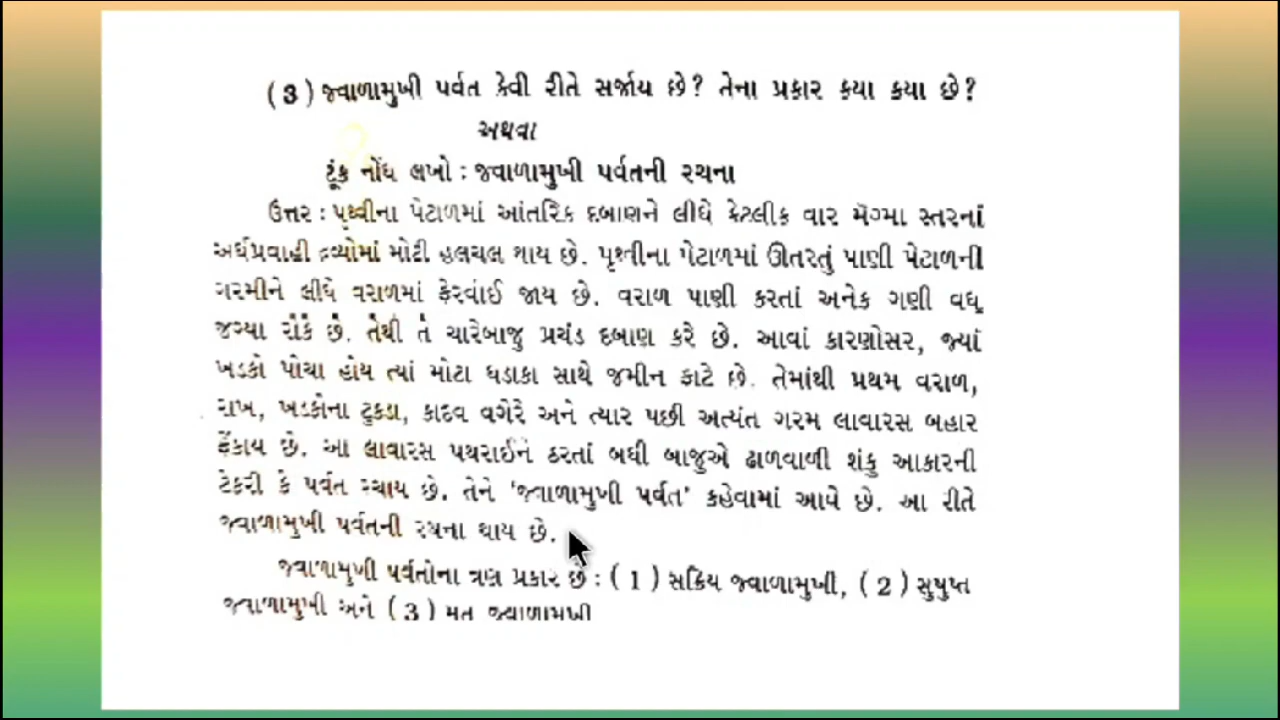 (3) જ્વાળામુખી પર્વત કેવી રીતે સર્જાય છે? તેના પ્રકાર કયા કયા છે?
અથવા
ટૂંક નોંધ લખો : જ્વાળામુખી પર્વતની રચના
ઉત્તર : પૃથ્વીના પેટાળમાં આંતરિક દબાણને લીધે કેટલીક વાર મૅગ્મા સ્તરનાં
અર્ધપ્રવાહી દ્રવ્યોમાં મોટી હલચલ થાય છે. પૃથ્વીના પેટાળમાં ઊતરતું પાણી પેટાળની
ગરમીને લીધે વરાળમાં ફેરવાઈ જાય છે. વરાળ પાણી કરતાં અનેક ગણી વધુ
જગ્યા રોકે છે. તેથી તે ચારેબાજુ પ્રચંડ દબાણ કરે છે. આવાં કારણોસર, જ્યાં
ખડકો પોચા હોય ત્યાં મોટા ધડાકા સાથે જમીન ફાટે છે. તેમાંથી પ્રથમ વરાળ,
રાખ, ખડકોના ટુકડા, કાદવ વગેરે અને ત્યાર પછી અત્યંત ગરમ લાવારસ બહાર
ફેંકાય છે. આ લાવારસ પથરાઈને ઠરતાં બધી બાજુએ ઢાળવાળી શંકુ આકારની
ટેકરી કે પર્વત રચાય છે. તેને 'જ્વાળામુખી પર્વત' કહેવામાં આવે છે. આ રીતે
જ્વાળામુખી પર્વતની રચના થાય છે.
જ્વાળામુખી પર્વતોના ત્રણ પ્રકાર છે : (1) સક્રિય જ્વાળામુખી, (2) સુષુપ્ત
જ્વાળામુખી અને (3) મૃત જ્વાળામુખી